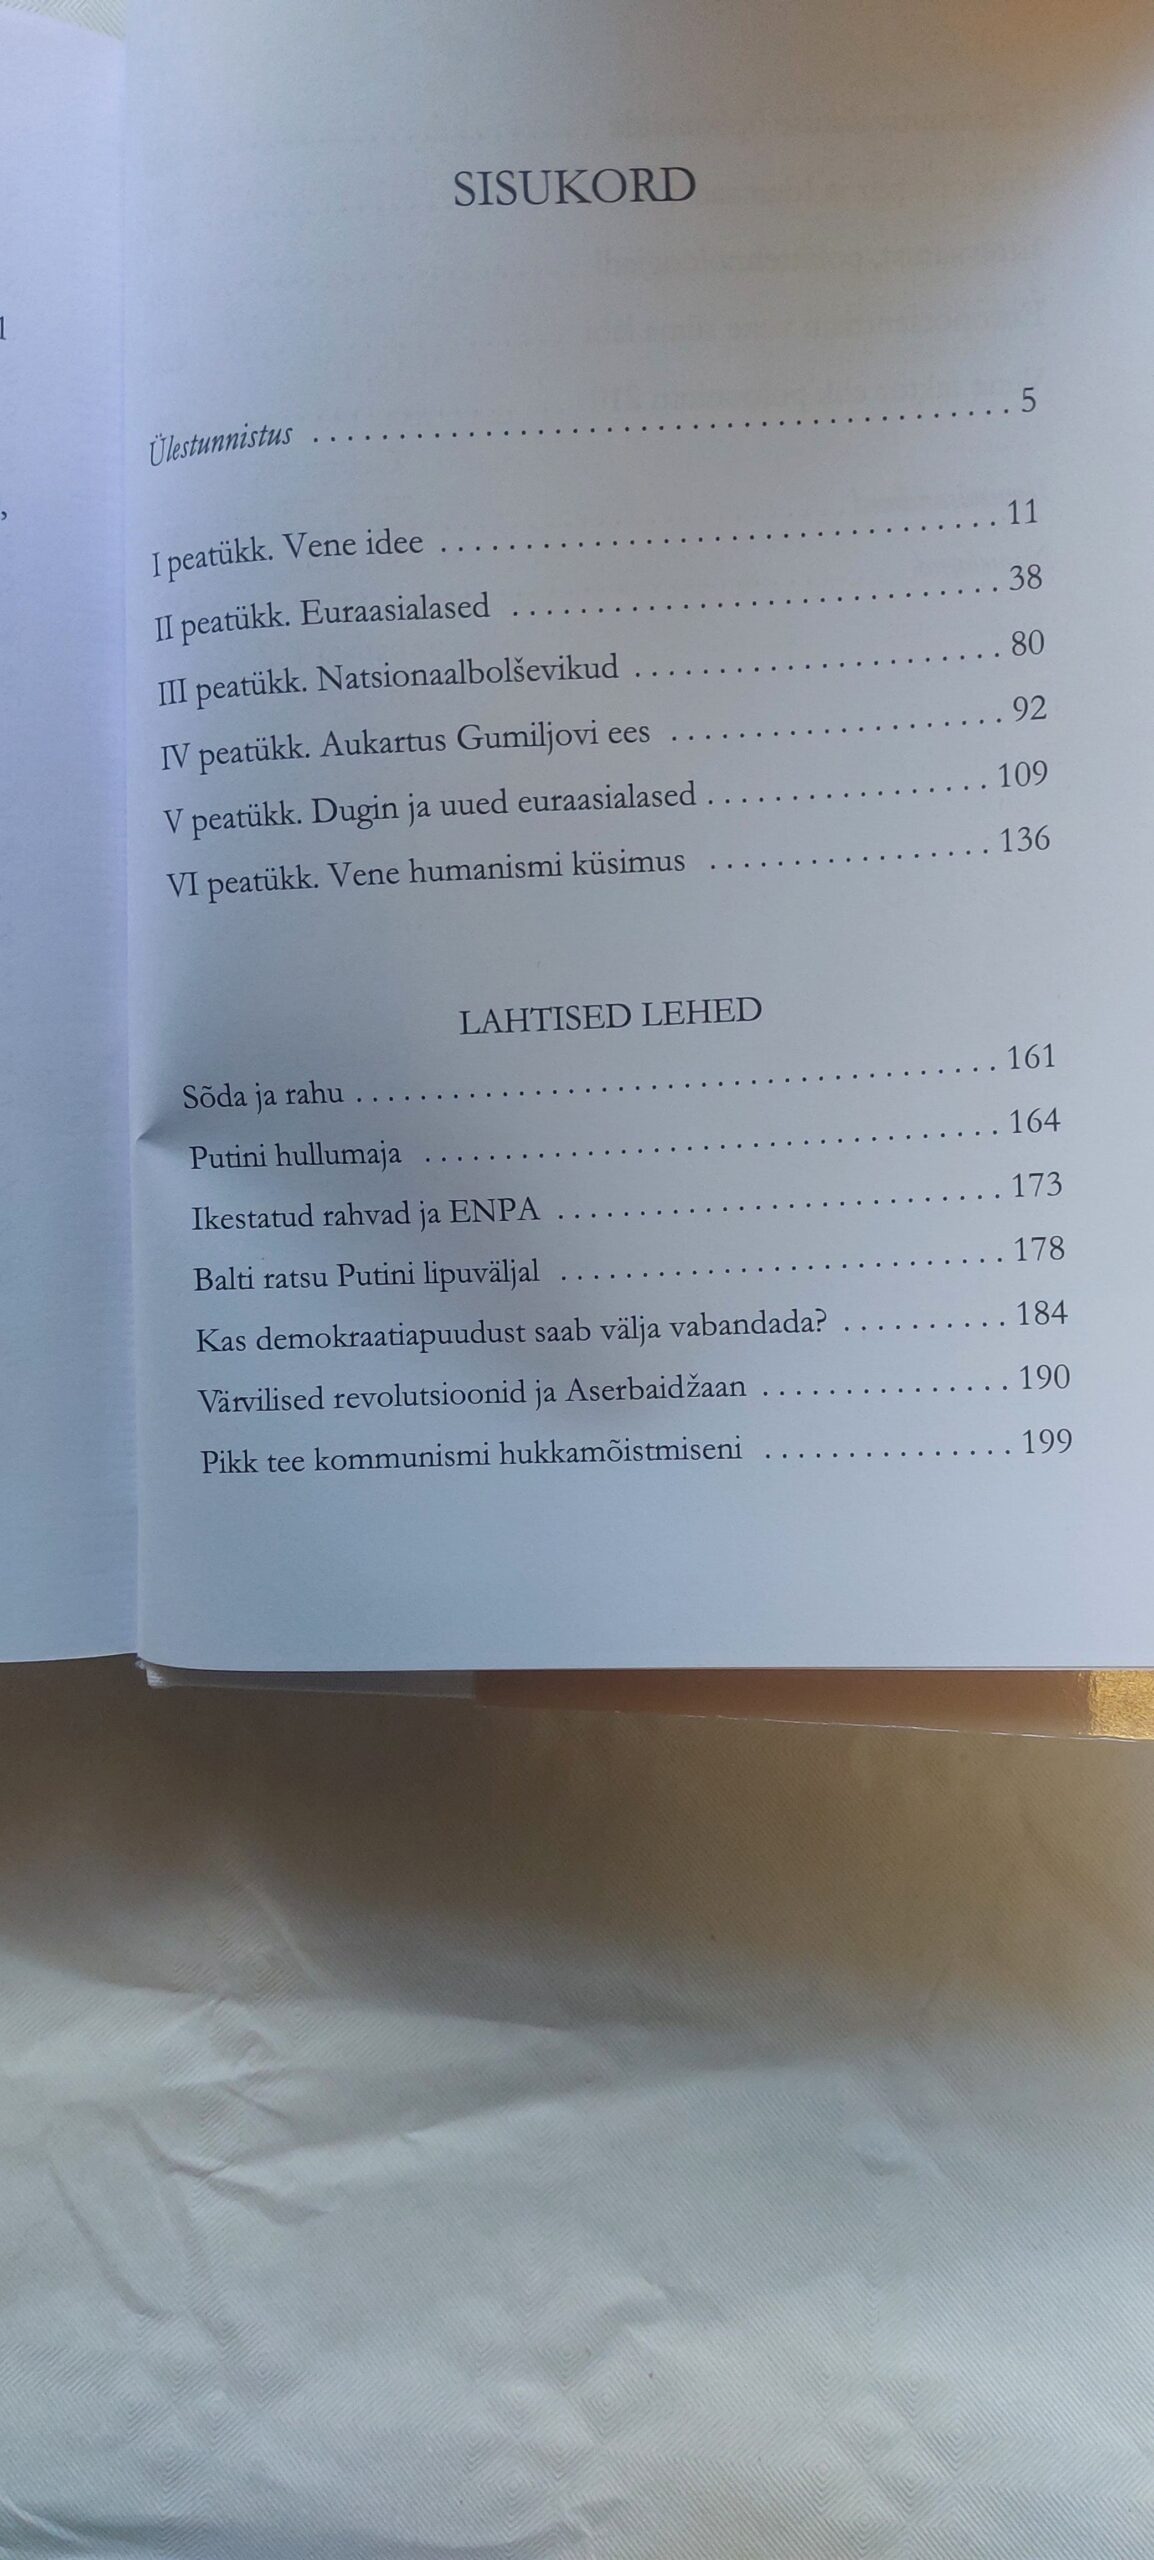 SISUKORD
Ülestunnistus . . . . . . . . . . . . . . . . . . . . . . . . . . . . . . . . . . . . . . . . 5
I peatükk. Vene idee . . . . . . . . . . . . . . . . . . . . . . . . . . . . . . . . . 11
II peatükk. Euraasialased . . . . . . . . . . . . . . . . . . . . . . . . . . . . . 38
III peatükk. Natsionaalbolševikud . . . . . . . . . . . . . . . . . . . . . . 80
IV peatükk. Aukartus Gumiljovi ees . . . . . . . . . . . . . . . . . . . . 92
V peatükk. Dugin ja uued euraasialased . . . . . . . . . . . . . . . . . 109
VI peatükk. Vene humanismi küsimus . . . . . . . . . . . . . . . . . 136
LAHTISED LEHED
Sõda ja rahu . . . . . . . . . . . . . . . . . . . . . . . . . . . . . . . . . . . . . 161
Putini hullumaja . . . . . . . . . . . . . . . . . . . . . . . . . . . . . . . . . 164
Ikestatud rahvad ja ENPA . . . . . . . . . . . . . . . . . . . . . . . . . . 173
Balti ratsu Putini lipuväljal . . . . . . . . . . . . . . . . . . . . . . . . . . 178
Kas demokraatiapuudust saab välja vabandada? . . . . . . . . . . 184
Värvilised revolutsioonid ja Aserbaidžaan . . . . . . . . . . . . . . . 190
Pikk tee kommunismi hukkamõistmiseni . . . . . . . . . . . . . . . 199